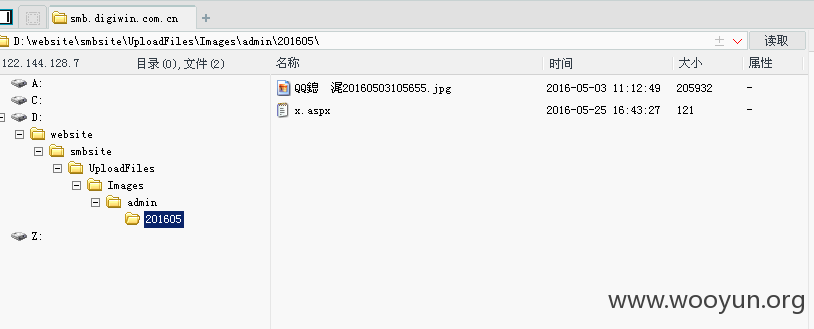 smb.digiwin.com.cn
D:\website\smbsite\UploadFiles\Images\admin\201605\ 读取
122.144.128.7 目录(0),文件(2) 名称 时间 大小 属性
A:
C:
D:
website
smbsite
UploadFiles
Images
admin
201605
Z:
QQ鎴 浘20160503105655.jpg 2016-05-03 11:12:49 205932 -
x.aspx 2016-05-25 16:43:27 121 -
www.wooyun.org